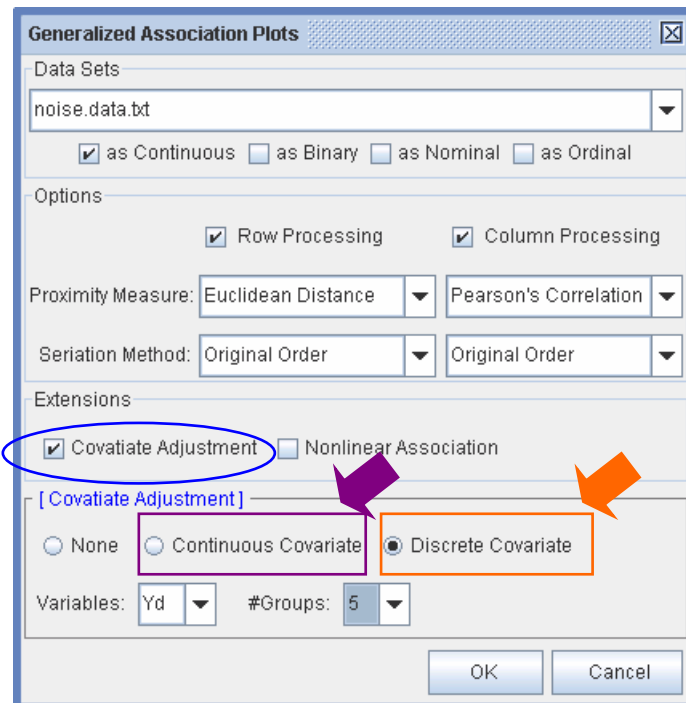 Generalized Association Plots
Data Sets
noise.data.txt
as Continuous as Binary as Nominal as Ordinal
Options
Row Processing Column Processing
Proximity Measure: Euclidean Distance Pearson's Correlation
Seriation Method: Original Order Original Order
Extensions
Covatiate Adjustment Nonlinear Association
[ Covatiate Adjustment ]
None Continuous Covariate Discrete Covariate
Variables: Yd #Groups: 5
OK Cancel